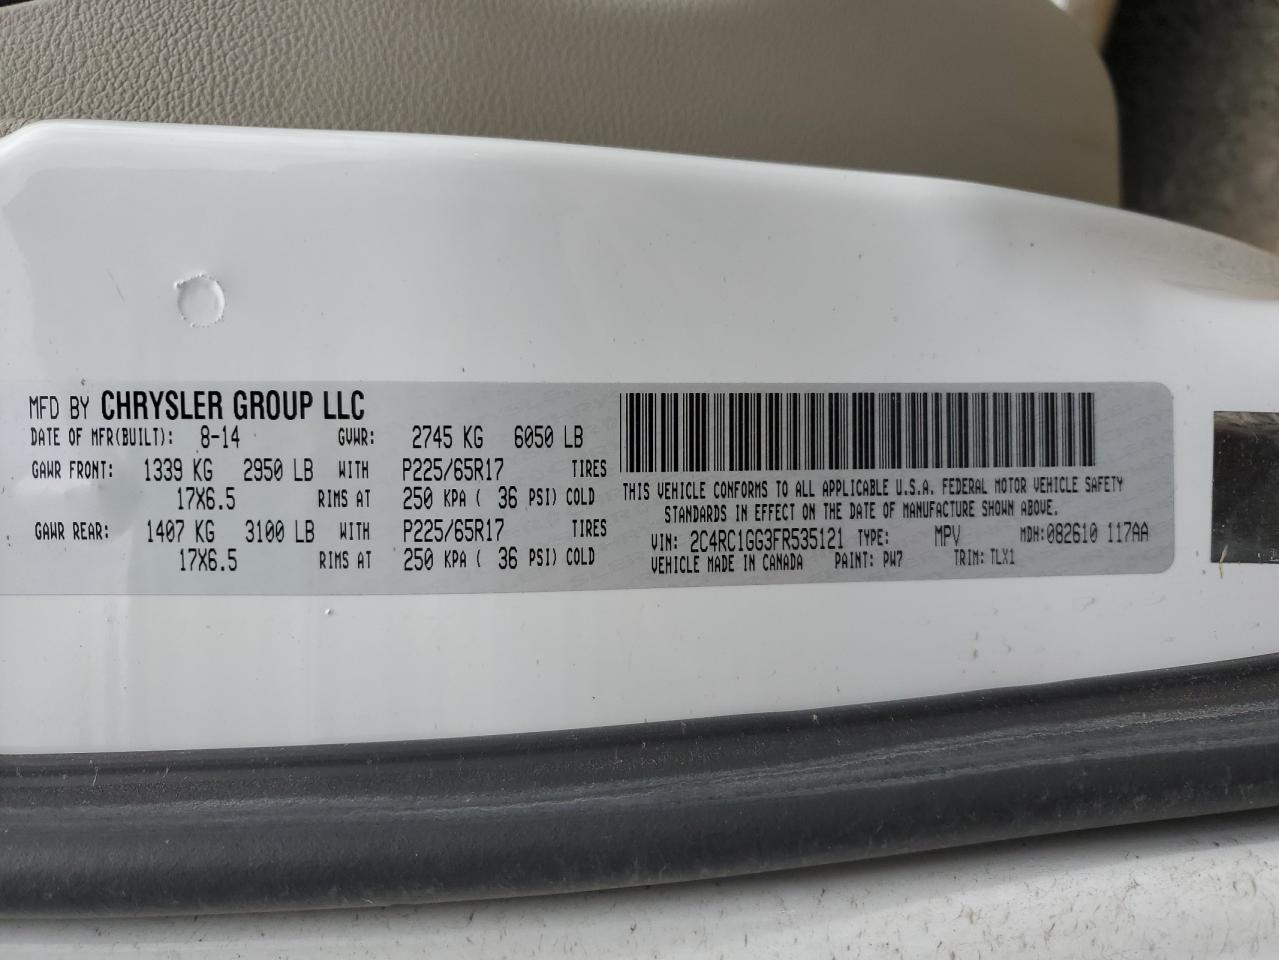 MFD BY CHRYSLER GROUP LLC
DATE OF MFR(BUILT): 8-14 GVWR: 2745 KG 6050 LB
GAWR FRONT: 1339 KG 2950 LB WITH P225/65R17 TIRES
17X6.5 RIMS AT 250 KPA ( 36 PSI) COLD
GAWR REAR: 1407 KG 3100 LB WITH P225/65R17 TIRES
17X6.5 RIMS AT 250 KPA ( 36 PSI) COLD
THIS VEHICLE CONFORMS TO ALL APPLICABLE U.S.A. FEDERAL MOTOR VEHICLE SAFETY
STANDARDS IN EFFECT ON THE DATE OF MANUFACTURE SHOWN ABOVE.
VIN: 2C4RC1GG3FR535121 TYPE: MPV MDH:082610 117AA
VEHICLE MADE IN CANADA PAINT: PW7 TRIM: TLX1